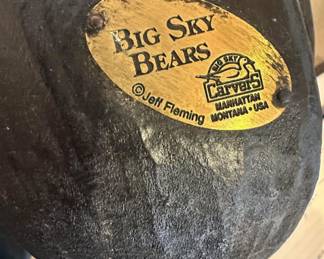 BIG SKY
BEARS
© Jeff Fleming
BIG SKY
CARVERS
MANHATTAN
MONTANA • USA